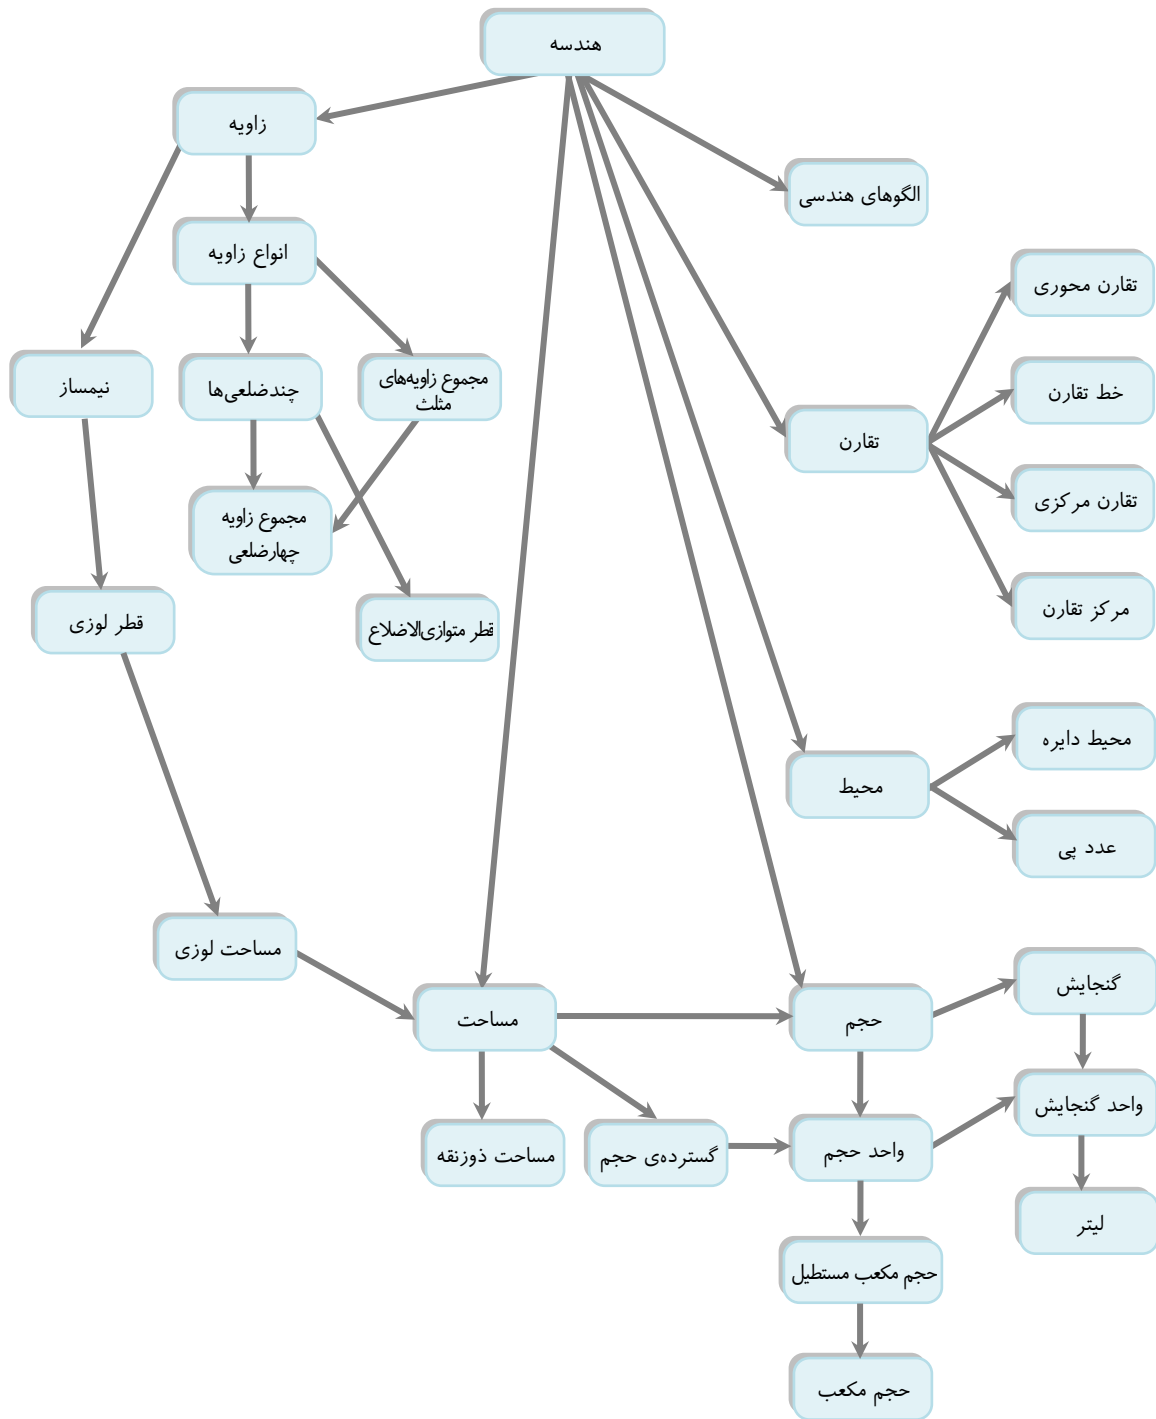 هندسه
زاویه
الگوهای هندسی
انواع زاویه
تقارن محوری
نیمساز
چندضلعی‌ها
مجموع زاویه‌های
مثلث
خط تقارن
تقارن
تقارن مرکزی
مجموع زاویه
چهارضلعی
مرکز تقارن
قطر لوزی
قطر متوازی‌الاضلاع
محیط دایره
محیط
عدد پی
مساحت لوزی
گنجایش
مساحت
حجم
واحد گنجایش
مساحت ذوزنقه
گسترده‌ی حجم
واحد حجم
لیتر
حجم مکعب مستطیل
حجم مکعب